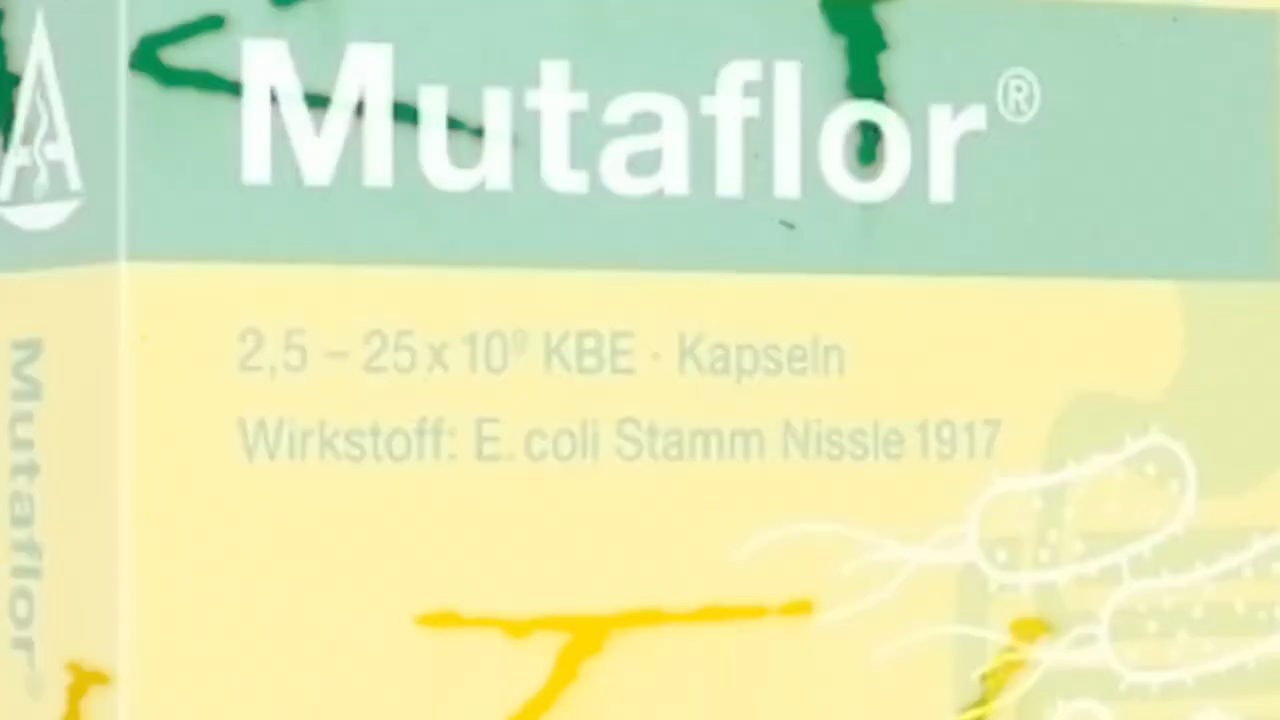 Mutaflor®
2,5 – 25 x 10⁹ KBE · Kapseln
Wirkstoff: E. coli Stamm Nissle 1917
Mutaflor®